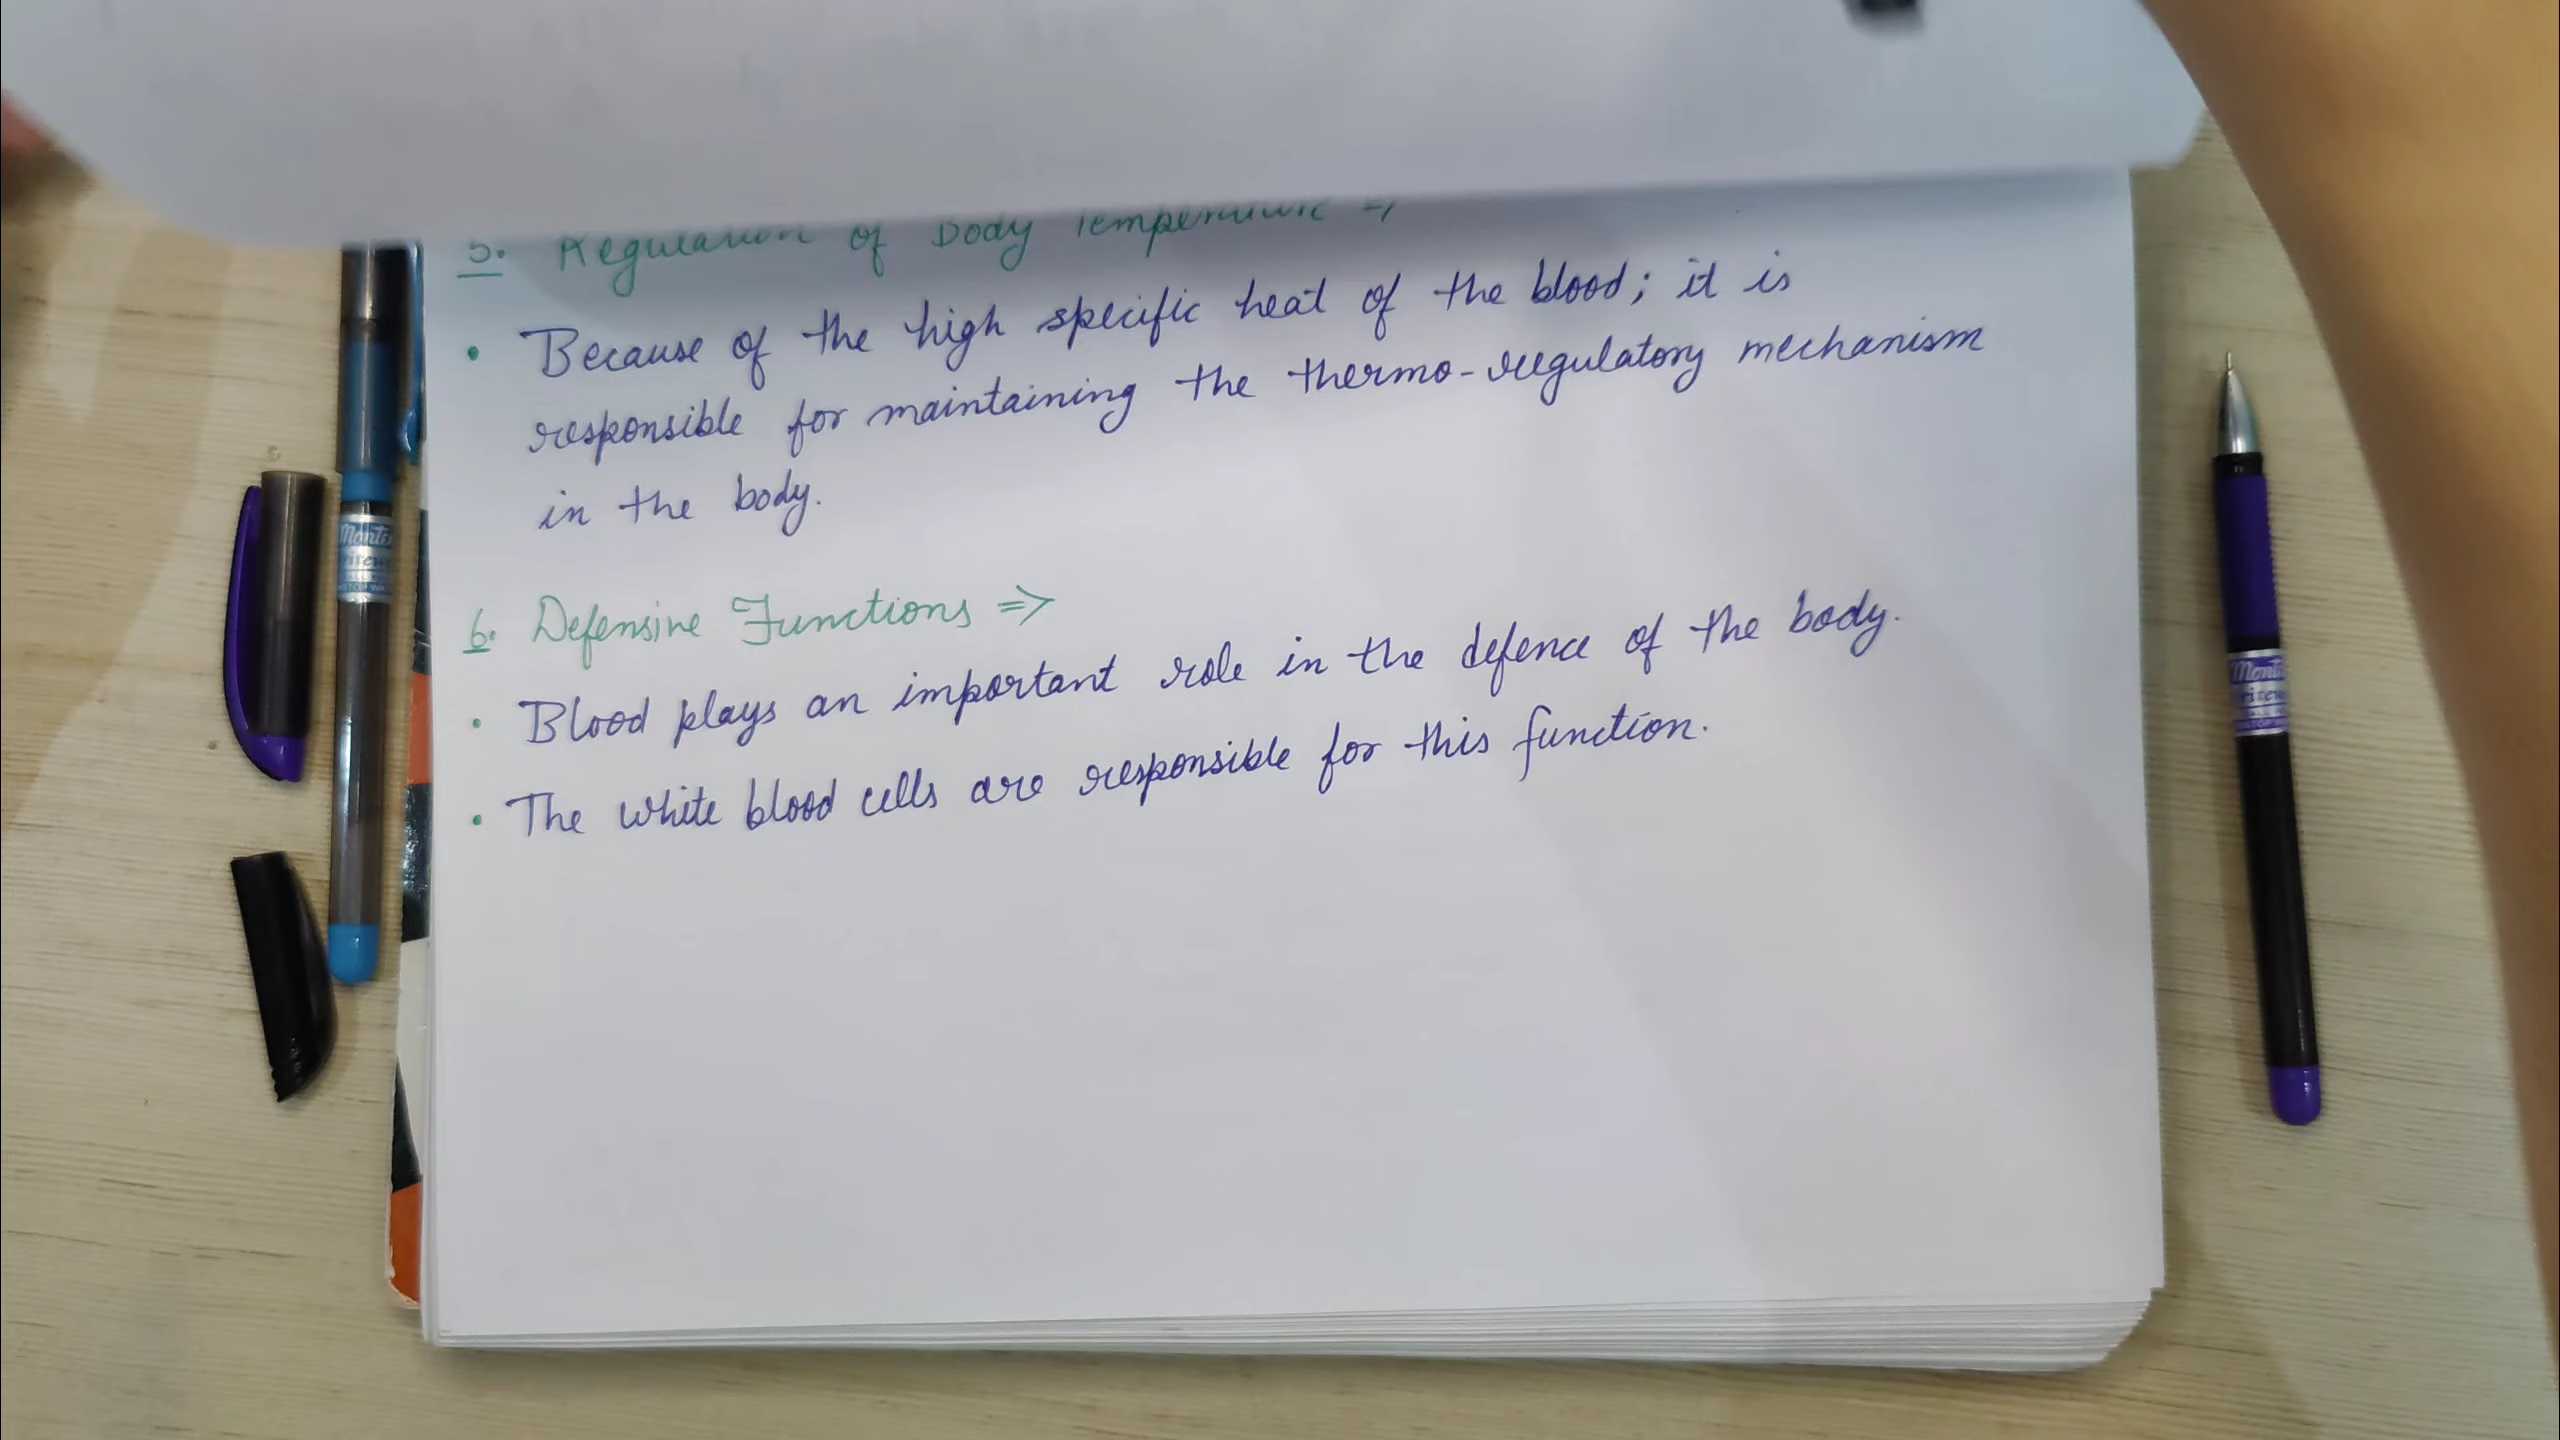 5. Regulation of Body Temperature =>
• Because of the high specific heat of the blood; it is
responsible for maintaining the thermo-regulatory mechanism
in the body.
6. Defensive Functions =>
• Blood plays an important role in the defence of the body.
• The white blood cells are responsible for this function.